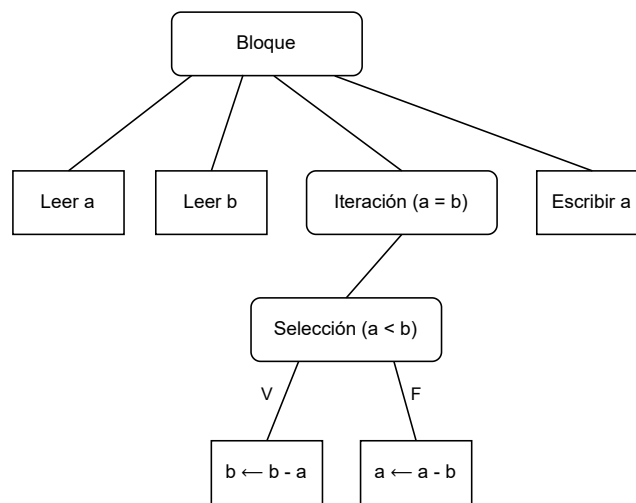 Bloque
Leer a
Leer b
Iteración (a = b)
Escribir a
Selección (a < b)
V
F
b ⟵ b - a
a ⟵ a - b